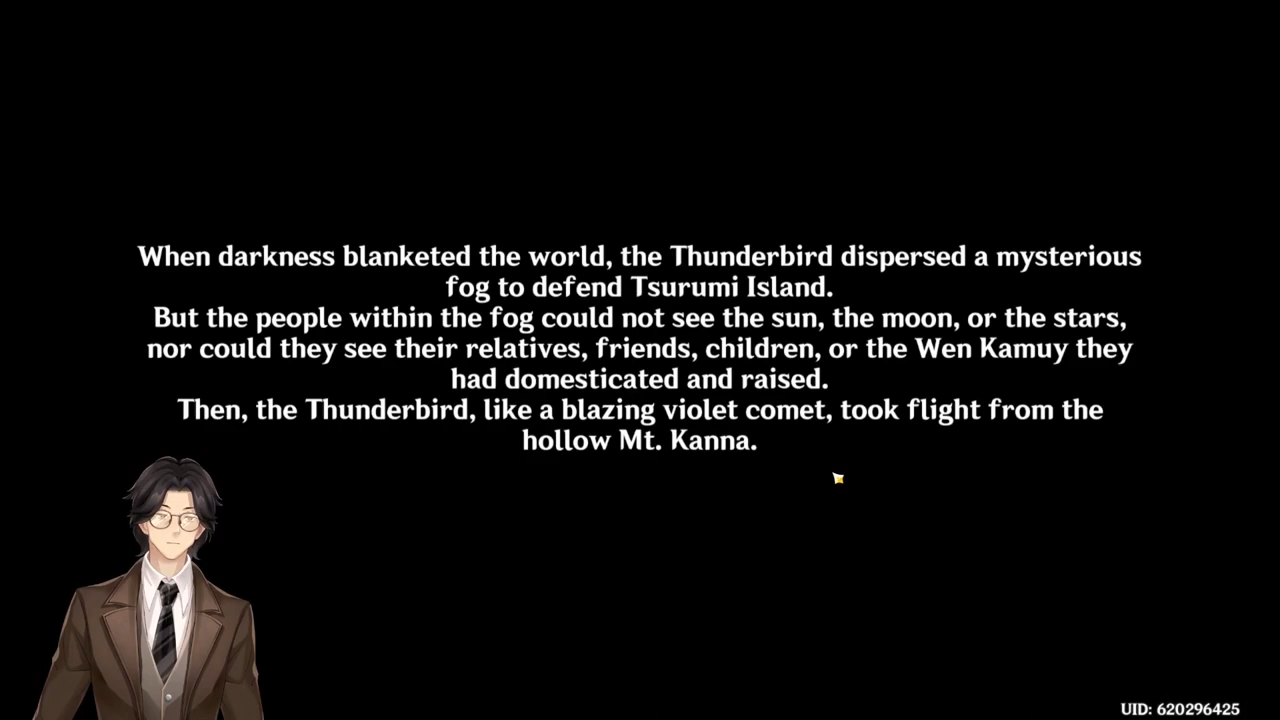 When darkness blanketed the world, the Thunderbird dispersed a mysterious
fog to defend Tsurumi Island.
But the people within the fog could not see the sun, the moon, or the stars,
nor could they see their relatives, friends, children, or the Wen Kamuy they
had domesticated and raised.
Then, the Thunderbird, like a blazing violet comet, took flight from the
hollow Mt. Kanna.
UID: 620296425